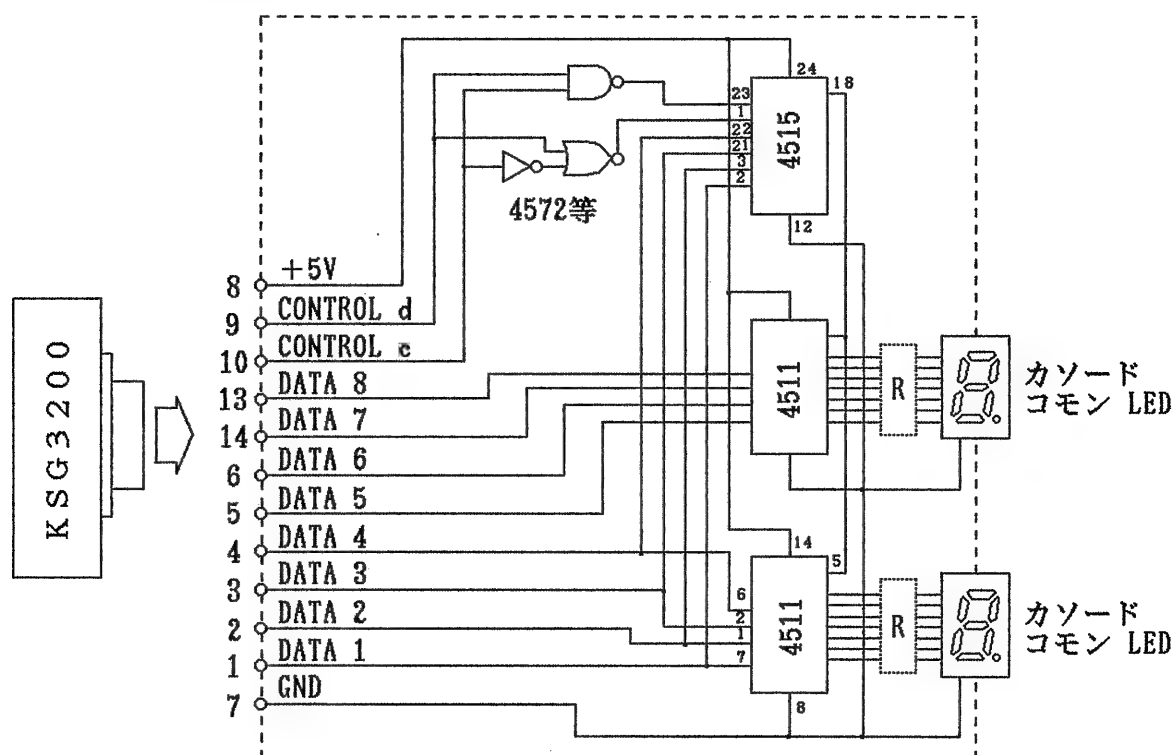 24
18
23
1
22
21
3
2
4515
12
4572等
8 +5V
9 CONTROL d
10 CONTROL c
13 DATA 8
14 DATA 7
6 DATA 6
5 DATA 5
4 DATA 4
3 DATA 3
2 DATA 2
1 DATA 1
7 GND
KSG3200
4511
R
カソード
コモン LED
14
5
6
2
1
7
4511
8
R
カソード
コモン LED